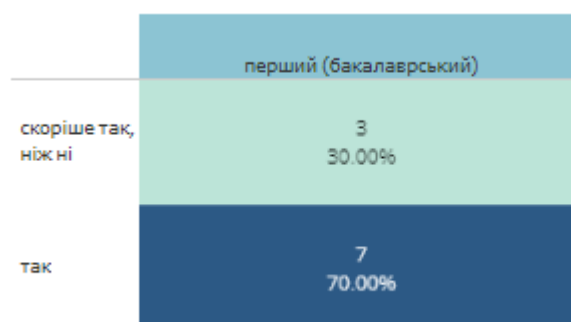 перший (бакалаврський)
скоріше так,
ніж ні
3
30.00%
так
7
70.00%